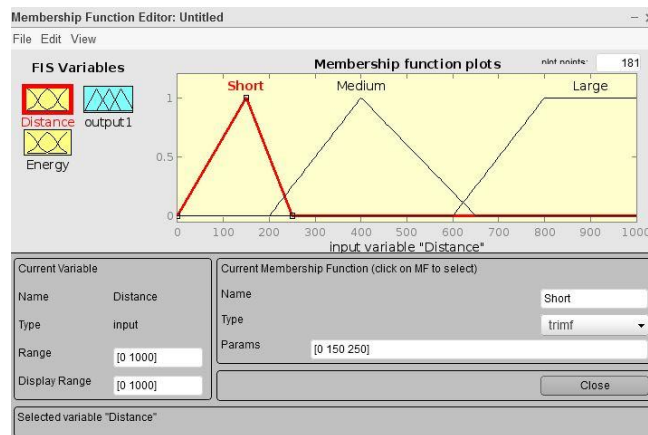 Membership Function Editor: Untitled
File Edit View
FIS Variables
Distance
output1
Energy
Membership function plots
plot points:
181
Short
Medium
Large
1
0.5
0
0 100 200 300 400 500 600 700 800 900 1000
input variable "Distance"
Current Variable
Name Distance
Type input
Range [0 1000]
Display Range [0 1000]
Current Membership Function (click on MF to select)
Name Short
Type trimf
Params [0 150 250]
Close
Selected variable "Distance"